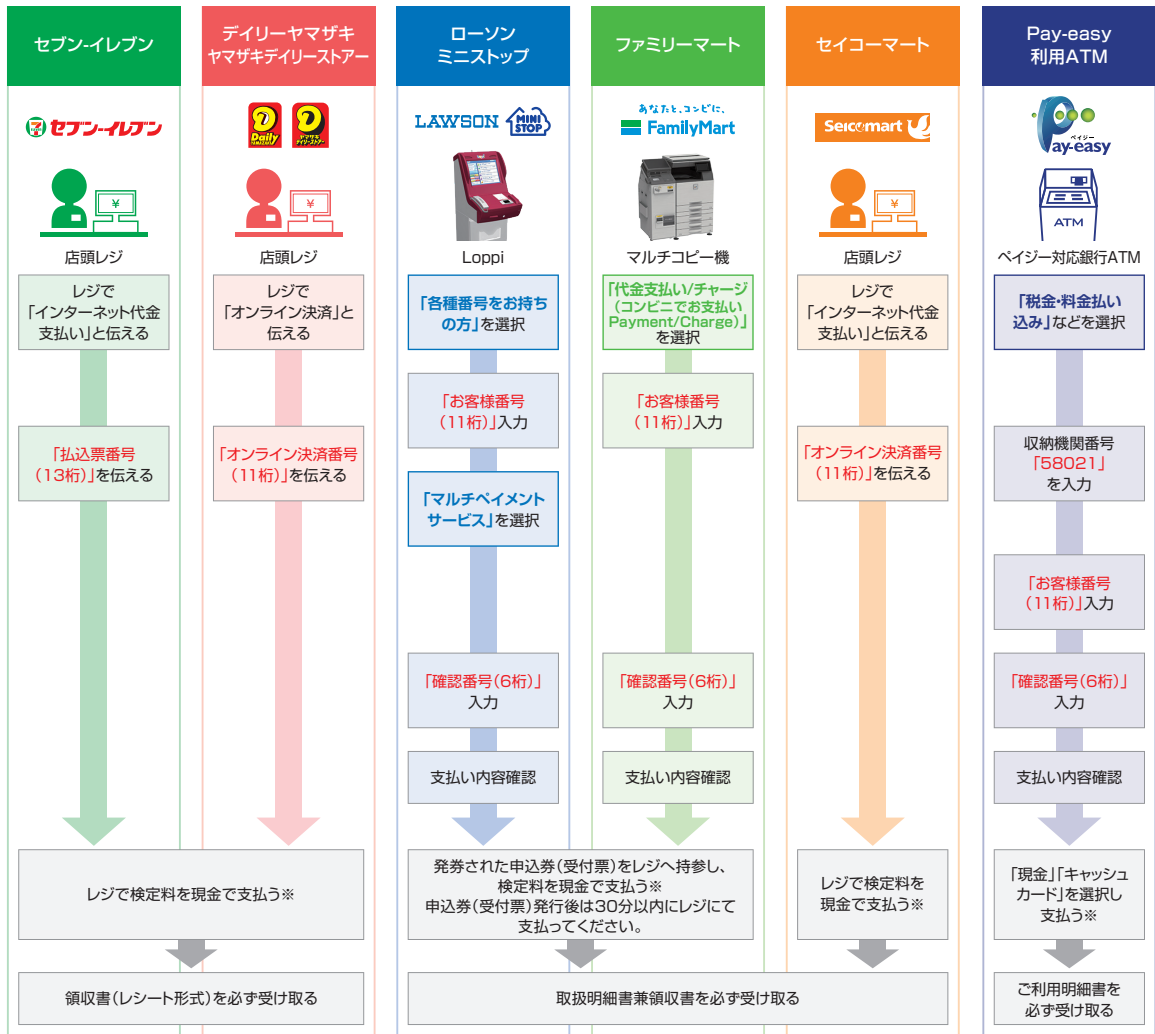 セブン-イレブン
デイリーヤマザキ
ヤマザキデイリーストアー
ローソン
ミニストップ
ファミリーマート
セイコーマート
Pay-easy
利用ATM
セブン-イレブン
Daily
YAMAZAKI
ヤマザキ
デイリーストアー
LAWSON
MINI
STOP
あなたと、コンビに、
FamilyMart
Seicomart
ペイジー
Pay-easy
¥
¥
¥
ATM
店頭レジ
店頭レジ
Loppi
マルチコピー機
店頭レジ
ペイジー対応銀行ATM
レジで
「インターネット代金
支払い」と伝える
レジで
「オンライン決済」と
伝える
「各種番号をお持ち
の方」を選択
「代金支払い/チャージ
(コンビニでお支払い
Payment/Charge)」
を選択
レジで
「インターネット代金
支払い」と伝える
「税金・料金払い
込み」などを選択
「お客様番号
(11桁)」入力
「お客様番号
(11桁)」入力
「払込票番号
(13桁)」を伝える
「オンライン決済番号
(11桁)」を伝える
「マルチペイメント
サービス」を選択
「オンライン決済番号
(11桁)」を伝える
収納機関番号
「58021」
を入力
「お客様番号
(11桁)」入力
「確認番号(6桁)」
入力
「確認番号(6桁)」
入力
「確認番号(6桁)」
入力
支払い内容確認
支払い内容確認
支払い内容確認
レジで検定料を現金で支払う※
発券された申込券(受付票)をレジへ持参し、
検定料を現金で支払う※
申込券(受付票)発行後は30分以内にレジにて
支払ってください。
レジで検定料を
現金で支払う※
「現金」「キャッシュ
カード」を選択し
支払う※
領収書(レシート形式)を必ず受け取る
取扱明細書兼領収書を必ず受け取る
ご利用明細書を
必ず受け取る